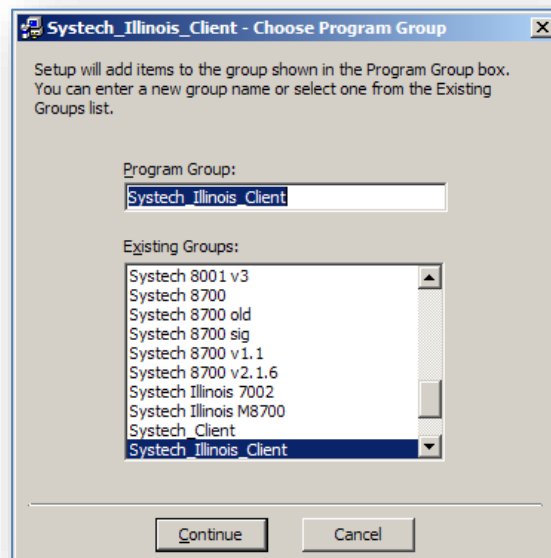 Systech_Illinois_Client - Choose Program Group
Setup will add items to the group shown in the Program Group box.
You can enter a new group name or select one from the Existing
Groups list.
Program Group:
Systech_Illinois_Client
Existing Groups:
Systech 8001 v3
Systech 8700
Systech 8700 old
Systech 8700 sig
Systech 8700 v1.1
Systech 8700 v2.1.6
Systech Illinois 7002
Systech Illinois M8700
Systech_Client
Systech_Illinois_Client
Continue
Cancel